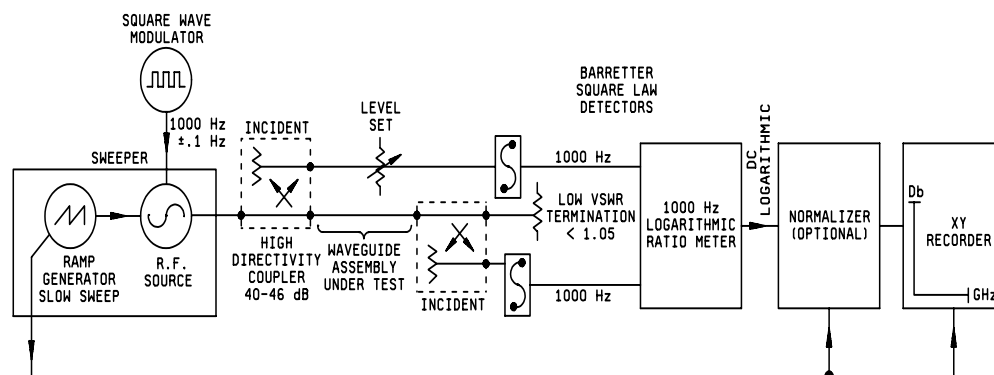 SQUARE WAVE
MODULATOR
1000 Hz
±.1 Hz
SWEEPER
RAMP
GENERATOR
SLOW SWEEP
R.F.
SOURCE
INCIDENT
HIGH
DIRECTIVITY
COUPLER
40-46 dB
LEVEL
SET
WAVEGUIDE
ASSEMBLY
UNDER TEST
INCIDENT
BARRETTER
SQUARE LAW
DETECTORS
1000 Hz
LOW VSWR
TERMINATION
< 1.05
1000 Hz
1000 Hz
LOGARITHMIC
RATIO METER
DC
LOGARITHMIC
NORMALIZER
(OPTIONAL)
Db
XY
RECORDER
GHz